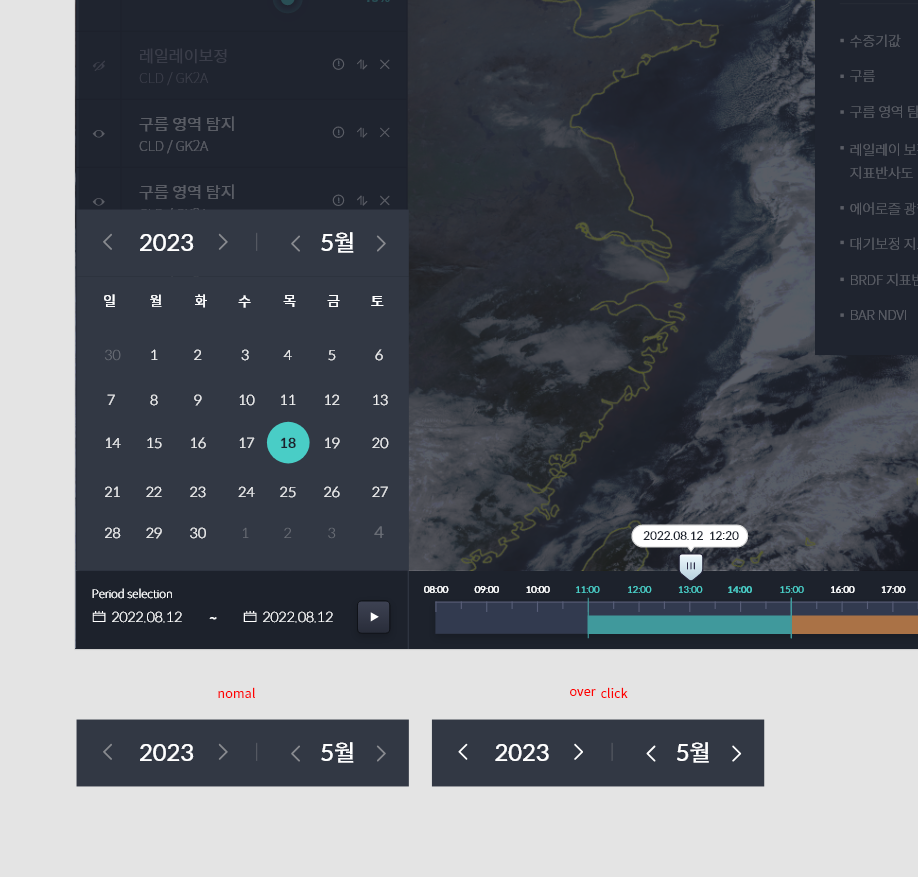 레일레이보정
CLD / GK2A
구름 영역 탐지
CLD / GK2A
구름 영역 탐지
2023 5월
일 월 화 수 목 금 토
30 1 2 3 4 5 6
7 8 9 10 11 12 13
14 15 16 17 18 19 20
21 22 23 24 25 26 27
28 29 30 1 2 3 4
Period selection
2022.08.12 ~ 2022.08.12
수증기값
구름
구름 영역 탐
레일레이 보
지표반사도
에어로졸 광
대기보정 지
BRDF 지표반
BAR NDVI
2022.08.12 12:20
08:00 09:00 10:00 11:00 12:00 13:00 14:00 15:00 16:00 17:00
nomal
over click
2023 5월
2023 5월